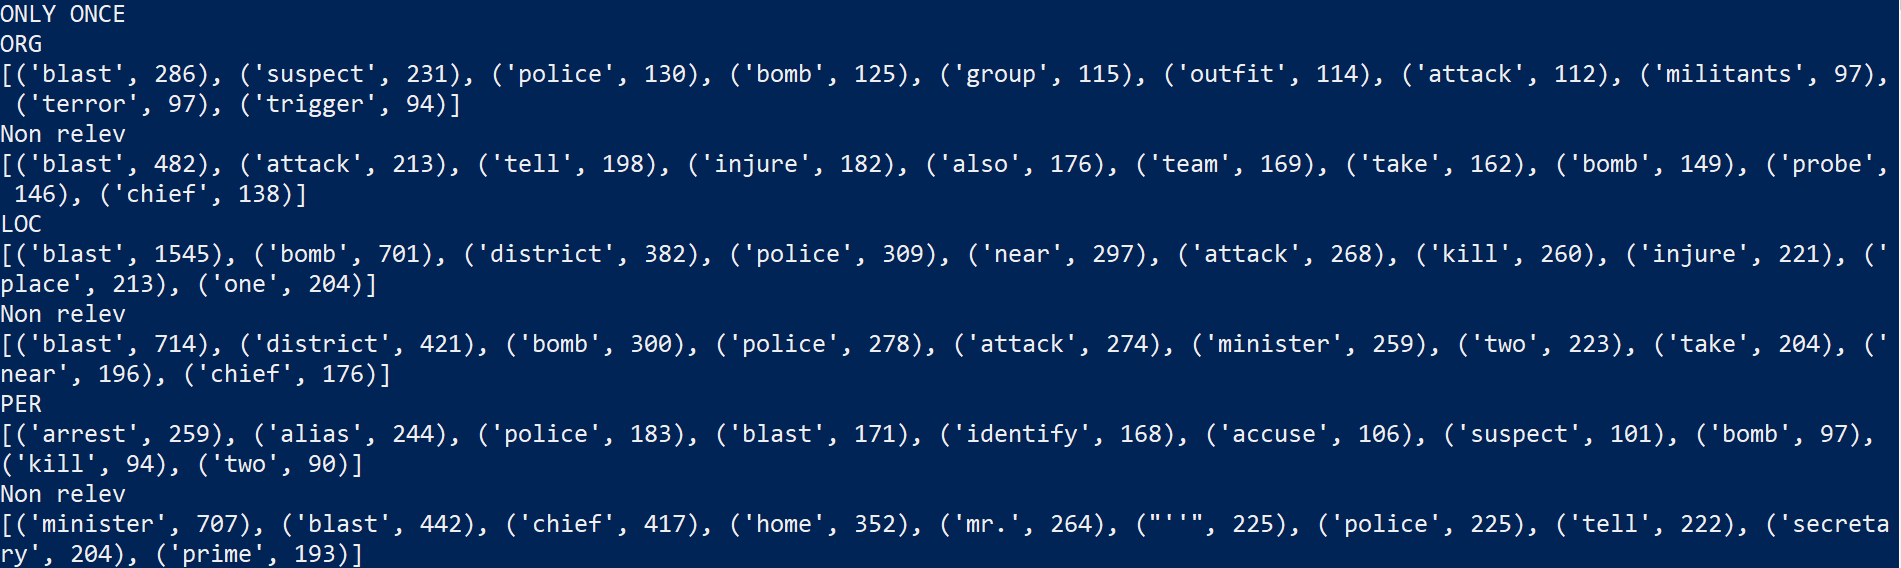 ONLY ONCE
ORG
[('blast', 286), ('suspect', 231), ('police', 130), ('bomb', 125), ('group', 115), ('outfit', 114), ('attack', 112), ('militants', 97),
 ('terror', 97), ('trigger', 94)]
Non relev
[('blast', 482), ('attack', 213), ('tell', 198), ('injure', 182), ('also', 176), ('team', 169), ('take', 162), ('bomb', 149), ('probe',
 146), ('chief', 138)]
LOC
[('blast', 1545), ('bomb', 701), ('district', 382), ('police', 309), ('near', 297), ('attack', 268), ('kill', 260), ('injure', 221), ('
place', 213), ('one', 204)]
Non relev
[('blast', 714), ('district', 421), ('bomb', 300), ('police', 278), ('attack', 274), ('minister', 259), ('two', 223), ('take', 204), ('
near', 196), ('chief', 176)]
PER
[('arrest', 259), ('alias', 244), ('police', 183), ('blast', 171), ('identify', 168), ('accuse', 106), ('suspect', 101), ('bomb', 97),
('kill', 94), ('two', 90)]
Non relev
[('minister', 707), ('blast', 442), ('chief', 417), ('home', 352), ('mr.', 264), ("''", 225), ('police', 225), ('tell', 222), ('secreta
ry', 204), ('prime', 193)]